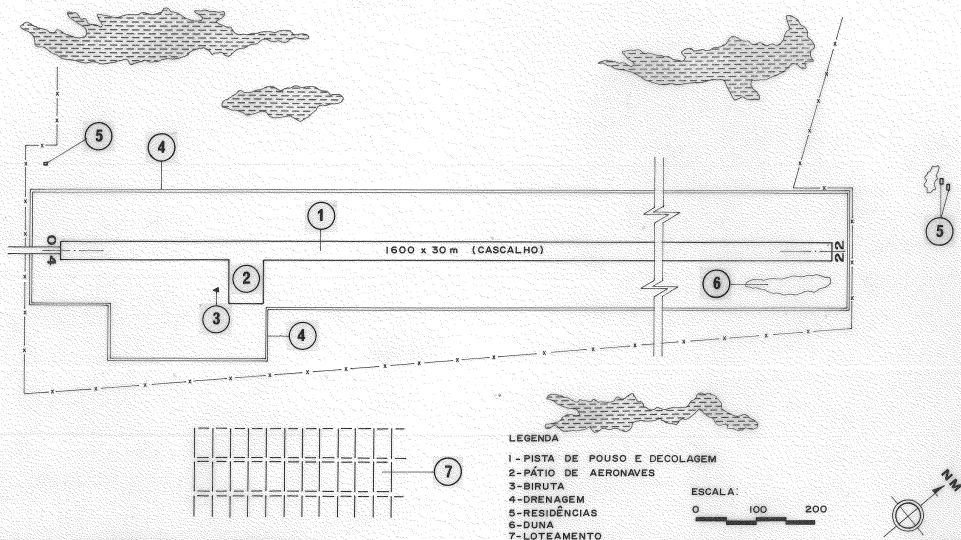 5
4
1
04
1600 x 30 m (CASCALHO)
22
2
3
4
6
5
7
LEGENDA
1-PISTA DE POUSO E DECOLAGEM
2-PÁTIO DE AERONAVES
3-BIRUTA
4-DRENAGEM
5-RESIDÊNCIAS
6-DUNA
7-LOTEAMENTO
ESCALA:
0 100 200
NM